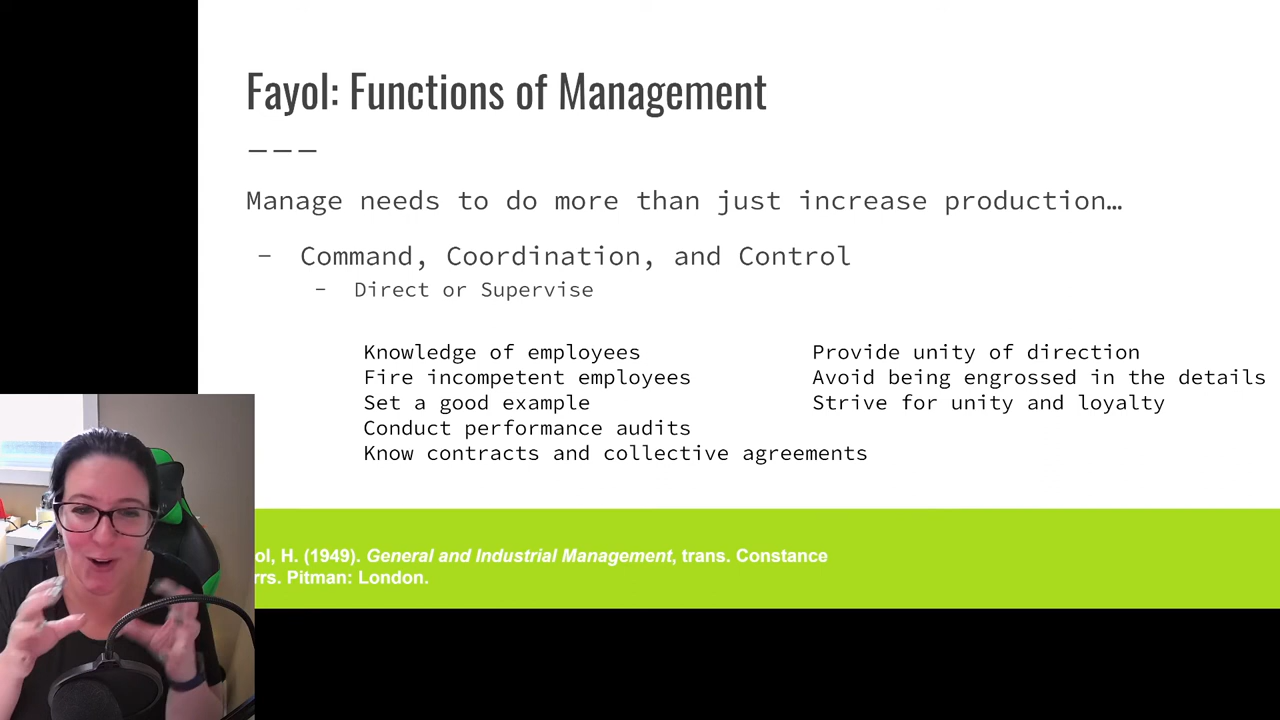 Fayol: Functions of Management
---
Manage needs to do more than just increase production…
- Command, Coordination, and Control
- Direct or Supervise
Knowledge of employees
Fire incompetent employees
Set a good example
Conduct performance audits
Know contracts and collective agreements
Provide unity of direction
Avoid being engrossed in the details
Strive for unity and loyalty
ol, H. (1949). General and Industrial Management, trans. Constance
rrs. Pitman: London.